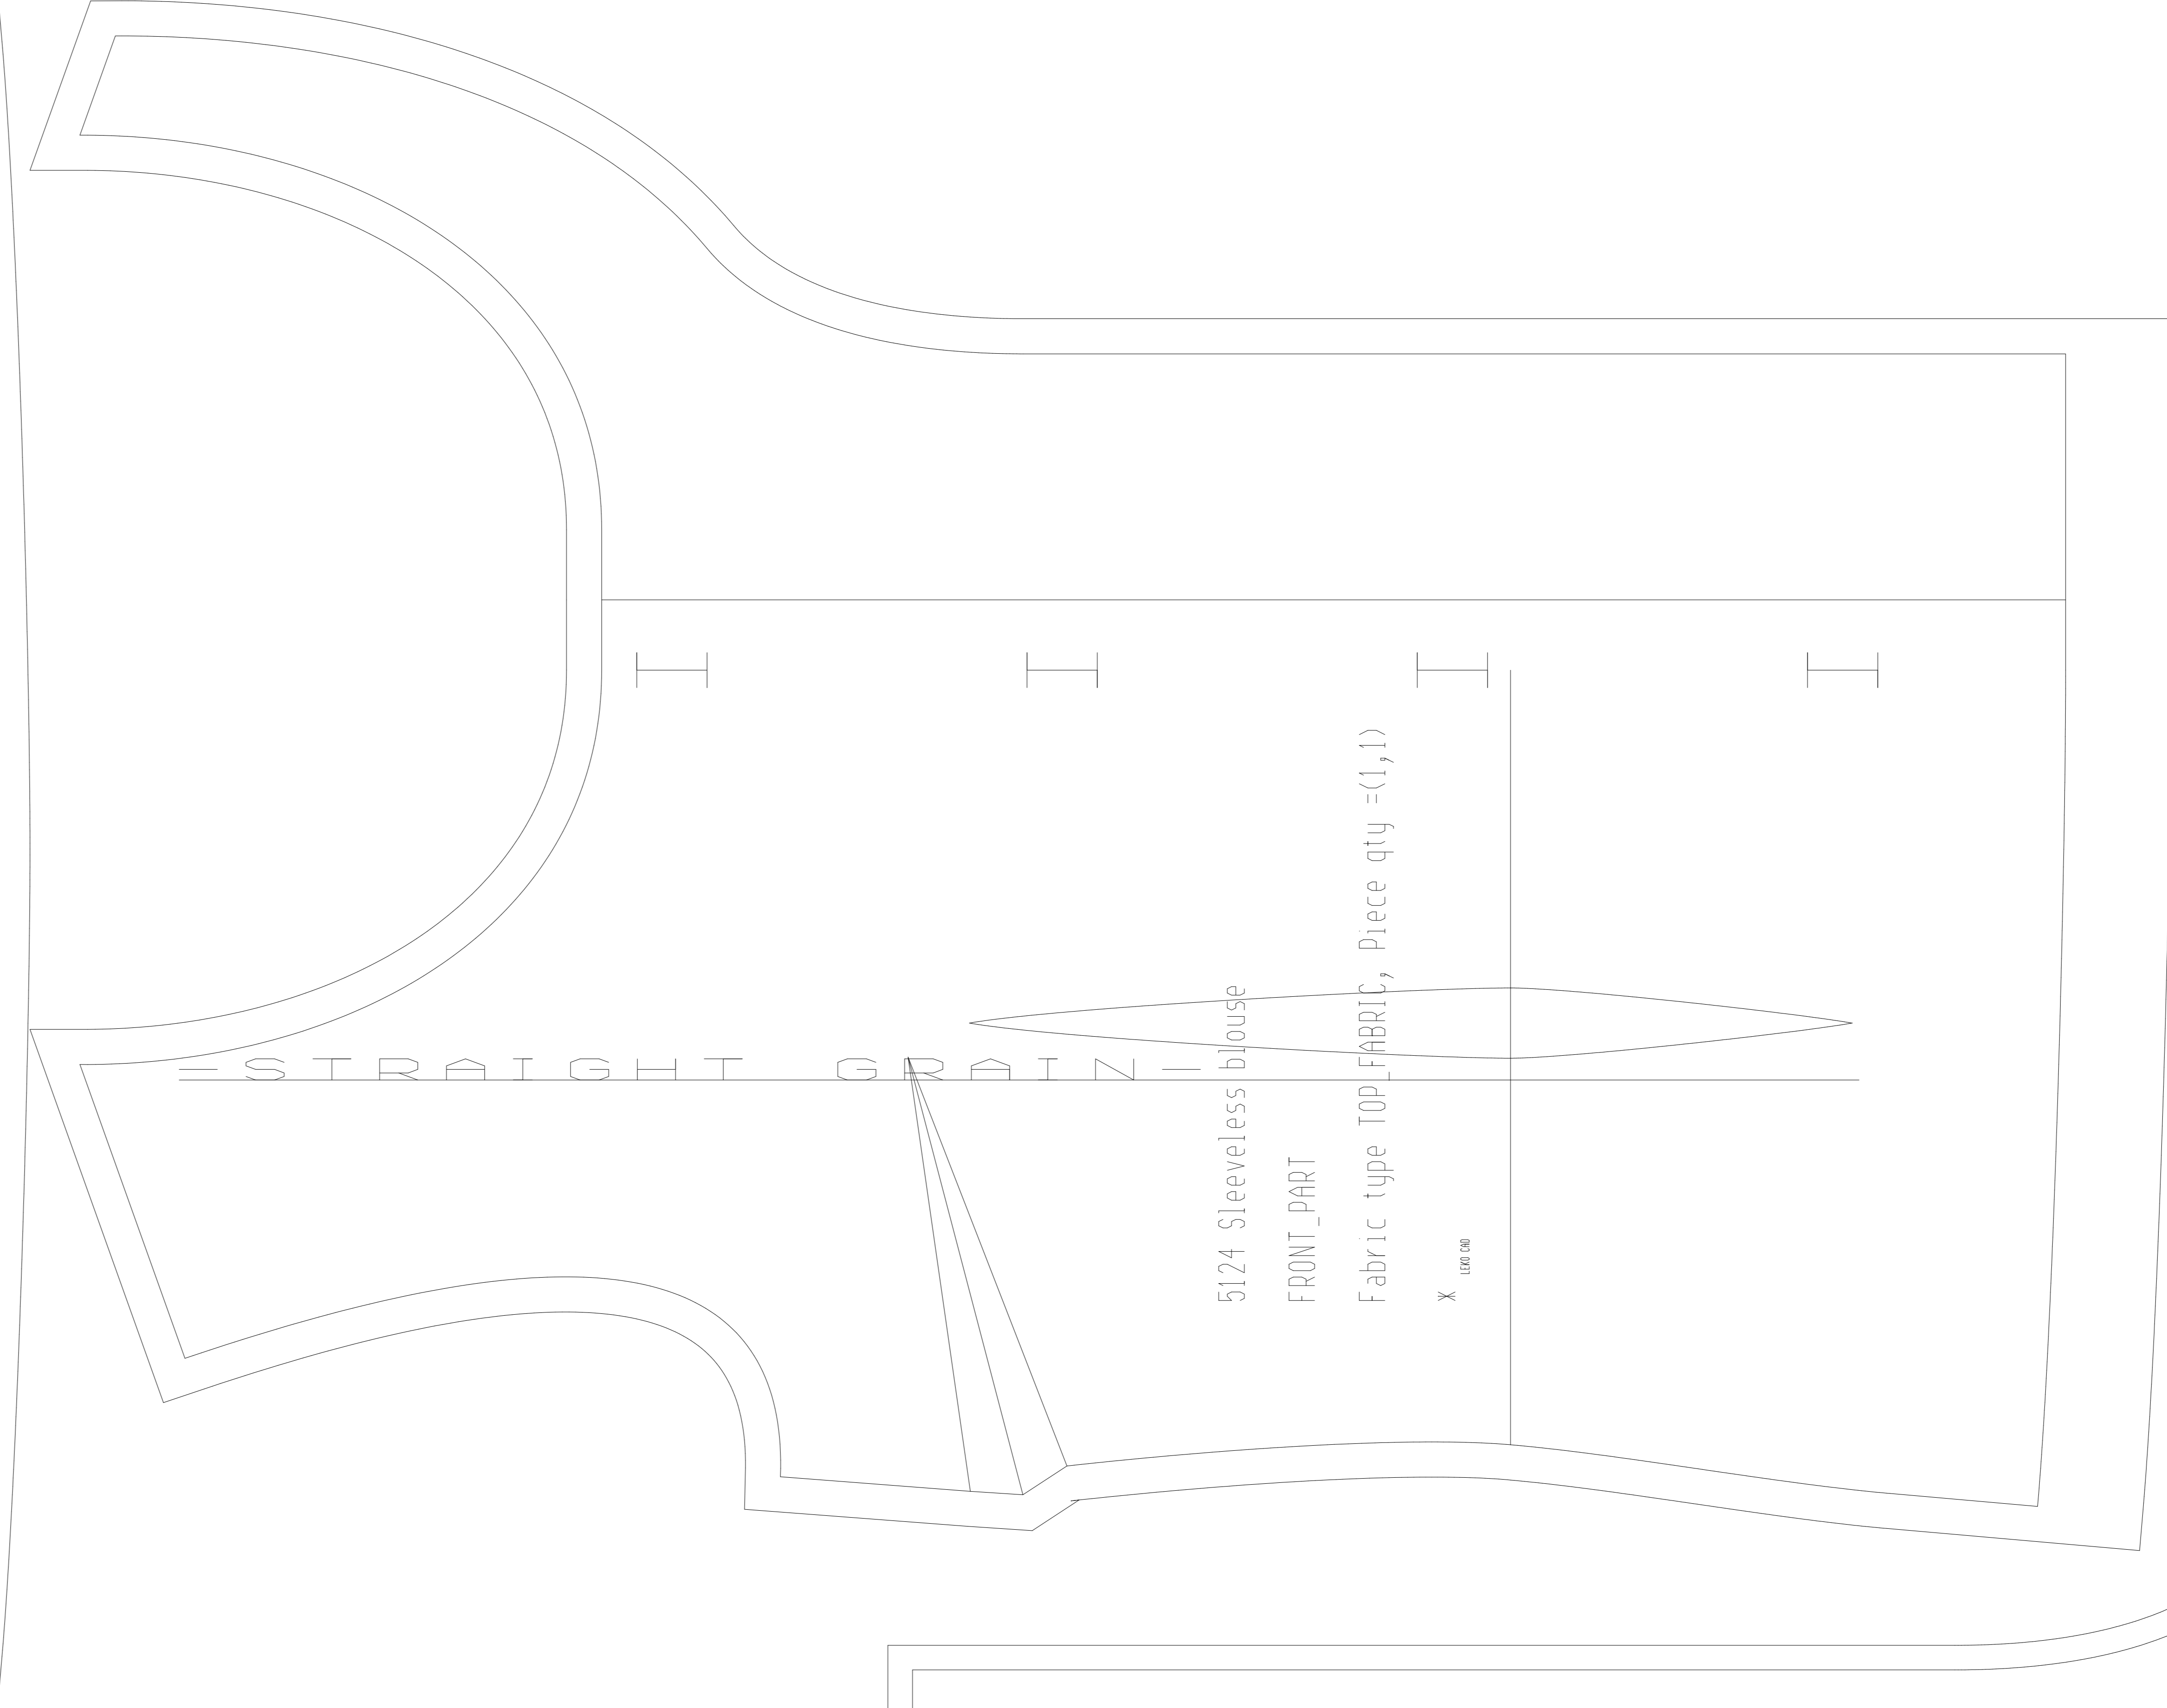 -STRAIGHT GRAIN-
5124 Sleeveless blouse
FRONT_PART
Fabric type TOP_FABRIC, Piece qty =(1,1)
* LEKO CAD